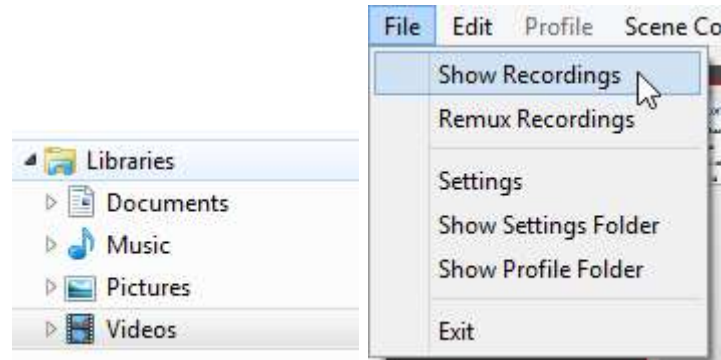 Libraries
Documents
Music
Pictures
Videos
File Edit Profile Scene Co
Show Recordings
Remux Recordings
Settings
Show Settings Folder
Show Profile Folder
Exit